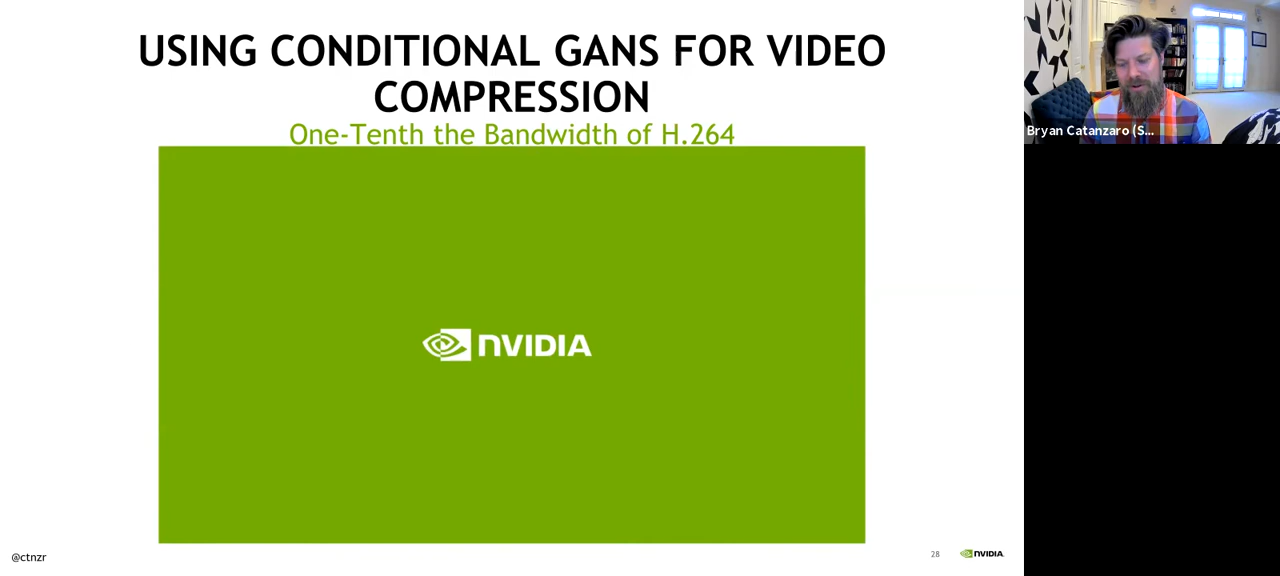 USING CONDITIONAL GANS FOR VIDEO
COMPRESSION
One-Tenth the Bandwidth of H.264
Bryan Catanzaro (S...
NVIDIA
@ctnzr
28
NVIDIA